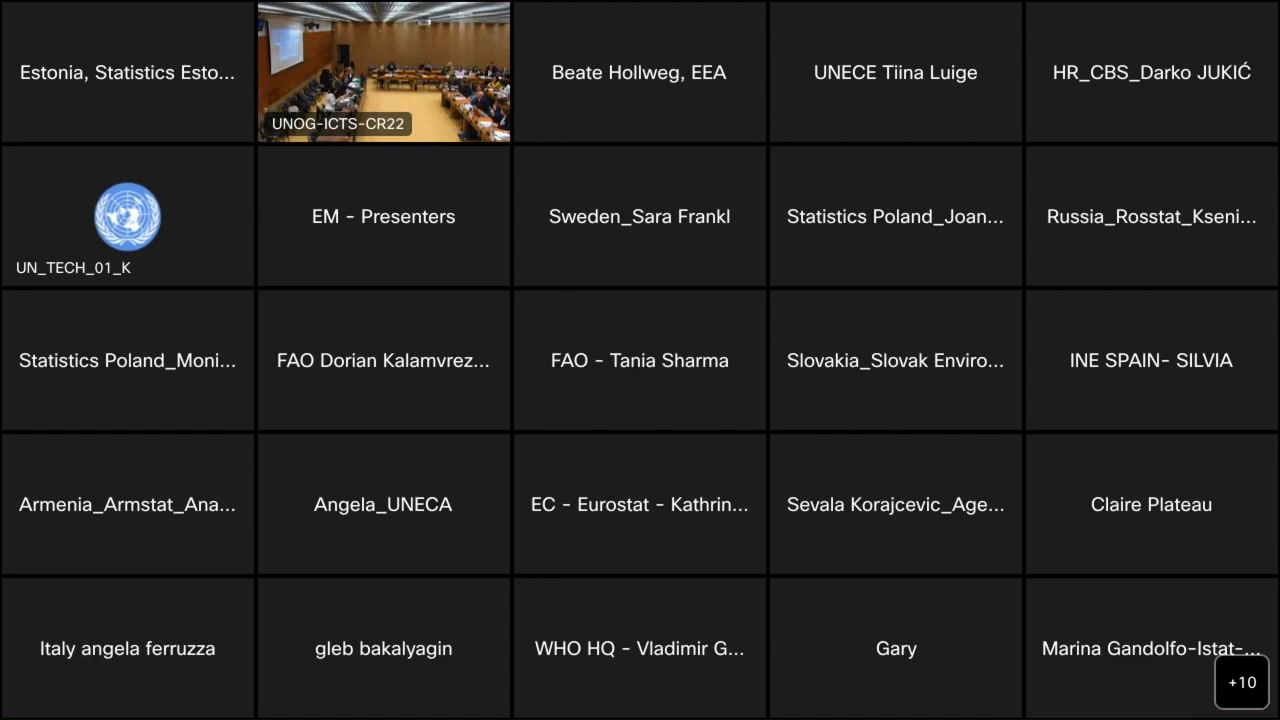 Estonia, Statistics Esto...
UNOG-ICTS-CR22
Beate Hollweg, EEA
UNECE Tiina Luige
HR_CBS_Darko JUKIĆ
UN_TECH_01_K
EM - Presenters
Sweden_Sara Frankl
Statistics Poland_Joan...
Russia_Rosstat_Kseni...
Statistics Poland_Moni...
FAO Dorian Kalamvrez...
FAO - Tania Sharma
Slovakia_Slovak Enviro...
INE SPAIN- SILVIA
Armenia_Armstat_Ana...
Angela_UNECA
EC - Eurostat - Kathrin...
Sevala Korajcevic_Age...
Claire Plateau
Italy angela ferruzza
gleb bakalyagin
WHO HQ - Vladimir G...
Gary
Marina Gandolfo-Istat-...
+10